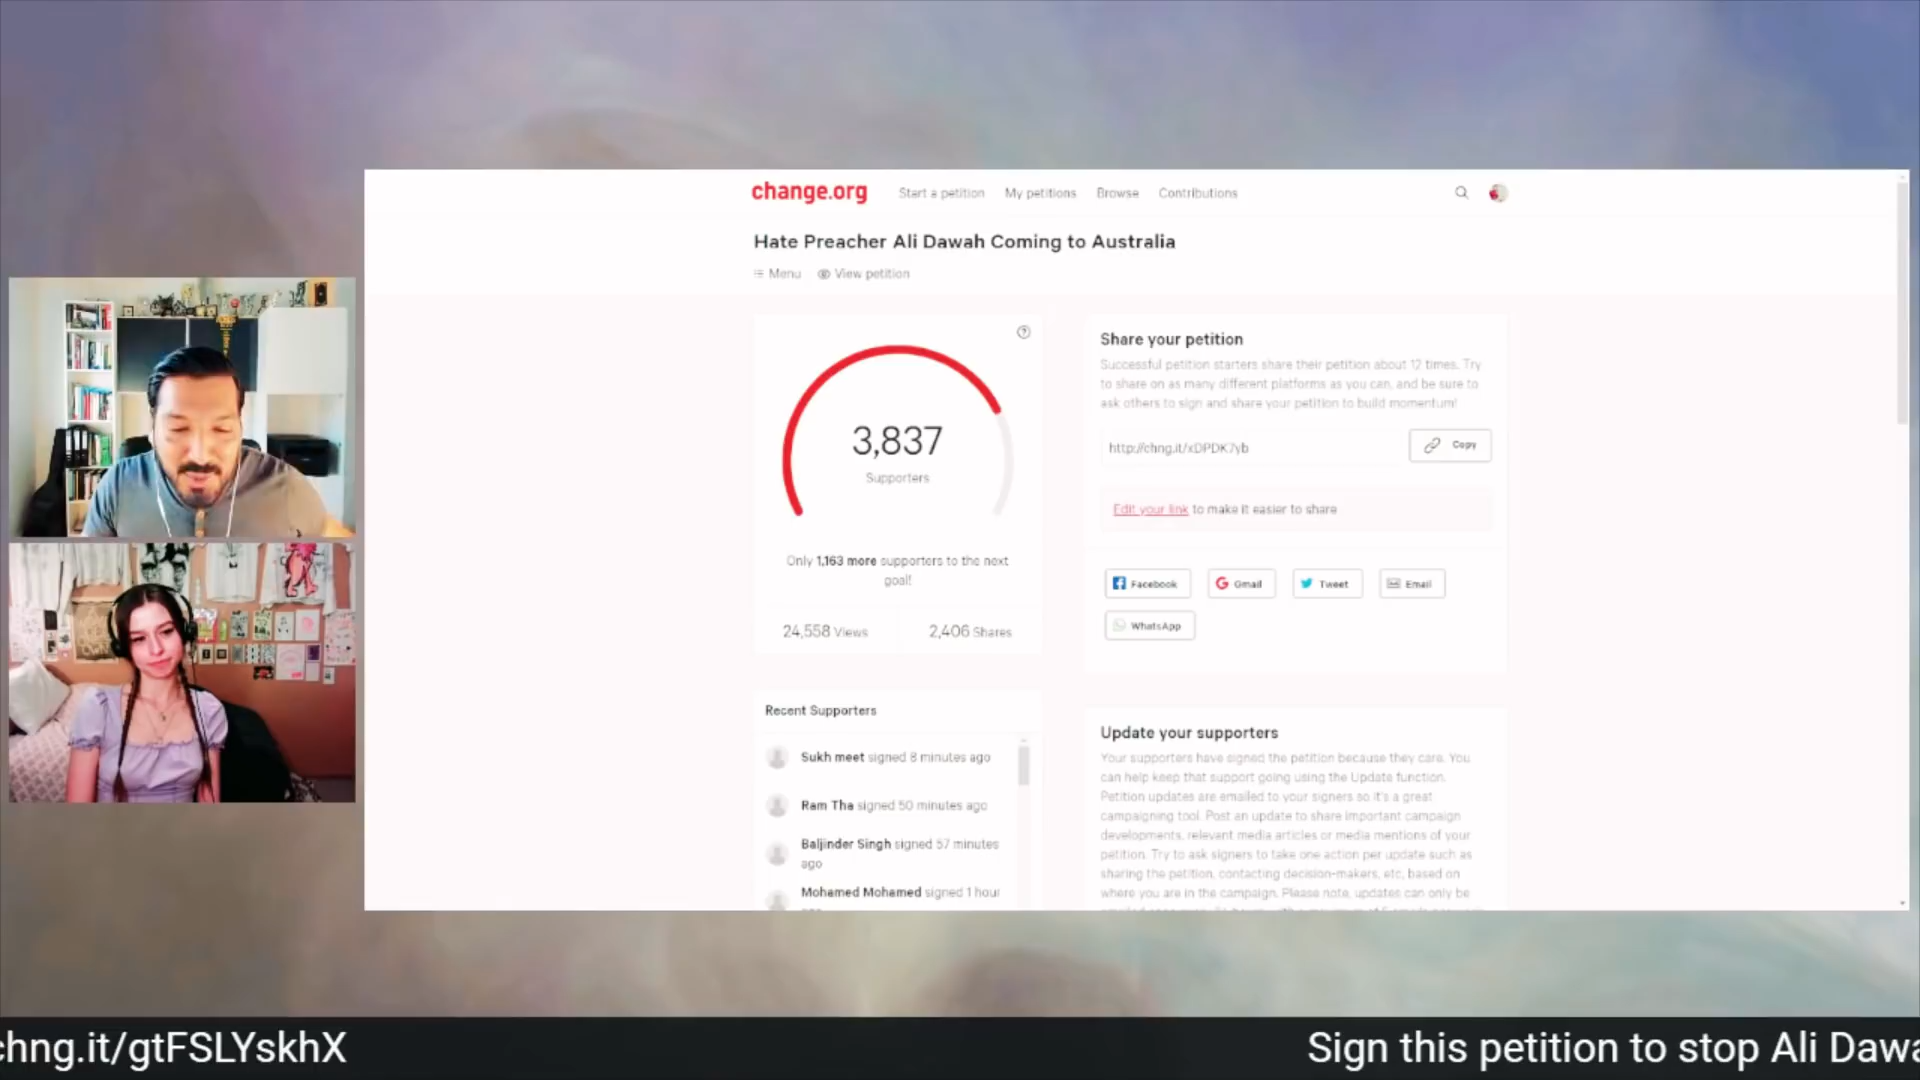 change.org
Start a petition
My petitions
Browse
Contributions
Hate Preacher Ali Dawah Coming to Australia
Menu
View petition
3,837
Supporters
Only 1,163 more supporters to the next
goal!
24,558 Views
2,406 Shares
Recent Supporters
Sukh meet signed 8 minutes ago
Ram Tha signed 50 minutes ago
Baljinder Singh signed 57 minutes
ago
Mohamed Mohamed signed 1 hour
Share your petition
Successful petition starters share their petition about 12 times. Try
to share on as many different platforms as you can, and be sure to
ask others to sign and share your petition to build momentum!
http://chng.it/xDPDK7yb
Copy
Edit your link to make it easier to share
Facebook
Gmail
Tweet
Email
WhatsApp
Update your supporters
Your supporters have signed the petition because they care. You
can help keep that support going using the Update function.
Petition updates are emailed to your signers so it's a great
campaigning tool. Post an update to share important campaign
developments, relevant media articles or media mentions of your
petition. Try to ask signers to take one action per update such as
sharing the petition, contacting decision-makers, etc, based on
where you are in the campaign. Please note, updates can only be
chng.it/gtFSLYskhX
Sign this petition to stop Ali Dawa